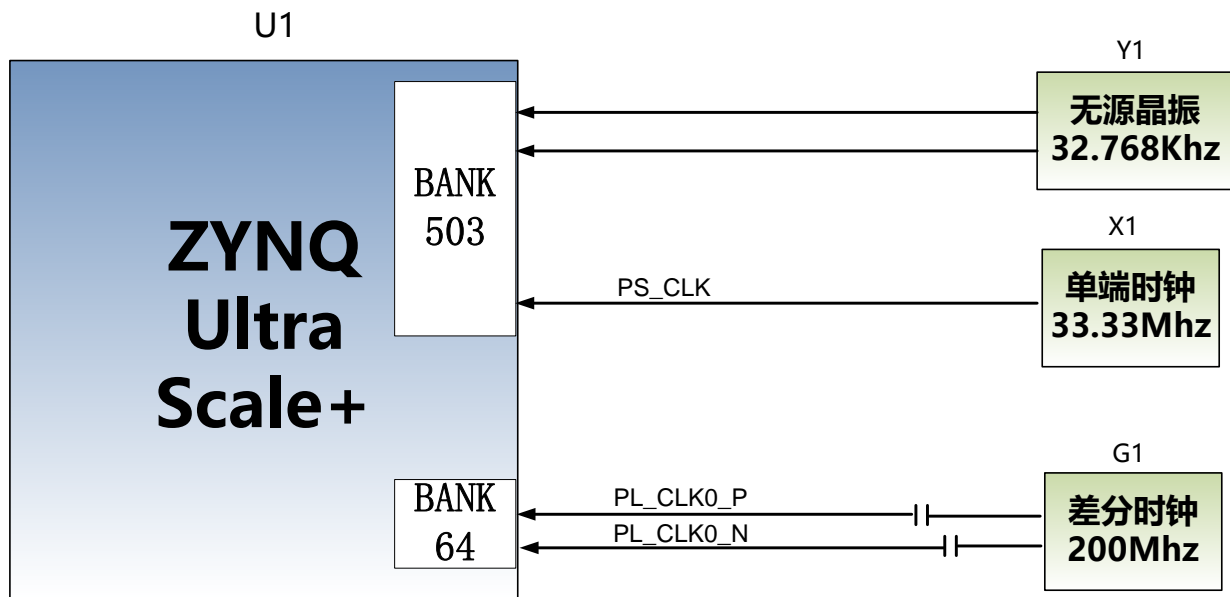 U1
ZYNQ
Ultra
Scale+
BANK
503
BANK
64
Y1
无源晶振
32.768Khz
X1
PS_CLK
单端时钟
33.33Mhz
G1
PL_CLK0_P
PL_CLK0_N
差分时钟
200Mhz